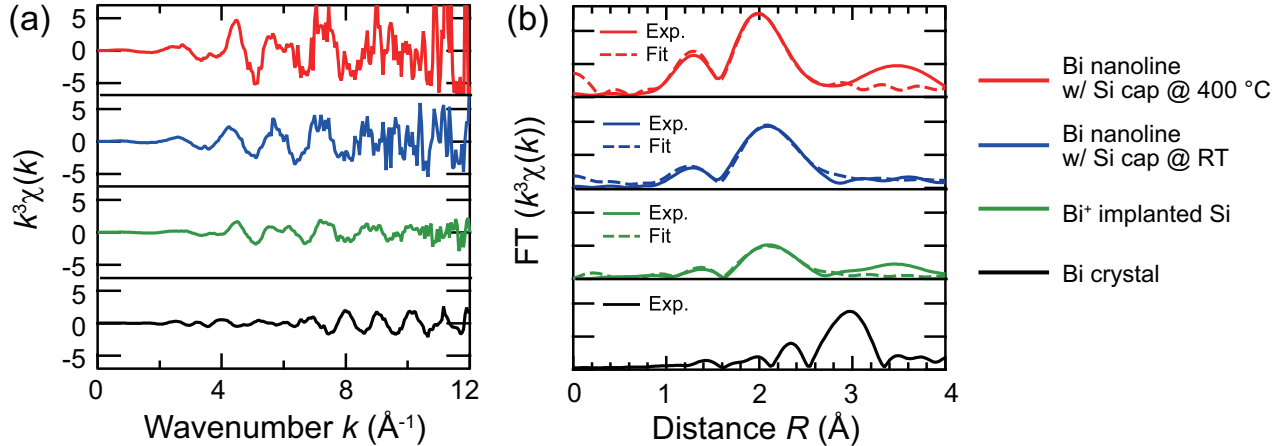 (a)
k³χ(k)
5
0
-5
5
0
-5
5
0
-5
5
0
-5
0 4 8 12
Wavenumber k (Å⁻¹)
(b)
FT (k³χ(k))
Exp.
Fit
Exp.
Fit
Exp.
Fit
Exp.
0 1 2 3 4
Distance R (Å)
Bi nanoline
w/ Si cap @ 400 °C
Bi nanoline
w/ Si cap @ RT
Bi⁺ implanted Si
Bi crystal